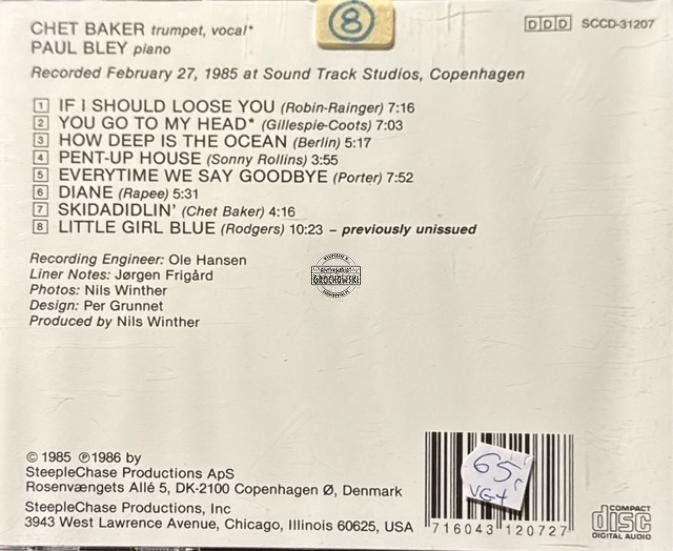 CHET BAKER trumpet, vocal*
PAUL BLEY piano
8
DDD SCCD-31207
Recorded February 27, 1985 at Sound Track Studios, Copenhagen
1 IF I SHOULD LOOSE YOU (Robin-Rainger) 7:16
2 YOU GO TO MY HEAD* (Gillespie-Coots) 7:03
3 HOW DEEP IS THE OCEAN (Berlin) 5:17
4 PENT-UP HOUSE (Sonny Rollins) 3:55
5 EVERYTIME WE SAY GOODBYE (Porter) 7:52
6 DIANE (Rapee) 5:31
7 SKIDADIDLIN' (Chet Baker) 4:16
8 LITTLE GIRL BLUE (Rodgers) 10:23 – previously unissued
Recording Engineer: Ole Hansen
Liner Notes: Jørgen Frigård
Photos: Nils Winther
Design: Per Grunnet
Produced by Nils Winther
ANTYKWARIAT
GROCHOWSKI
© 1985 ℗1986 by
SteepleChase Productions ApS
Rosenvængets Allé 5, DK-2100 Copenhagen Ø, Denmark
SteepleChase Productions, Inc
3943 West Lawrence Avenue, Chicago, Illinois 60625, USA
65
VG+
716043 120727
COMPACT
disc
DIGITAL AUDIO